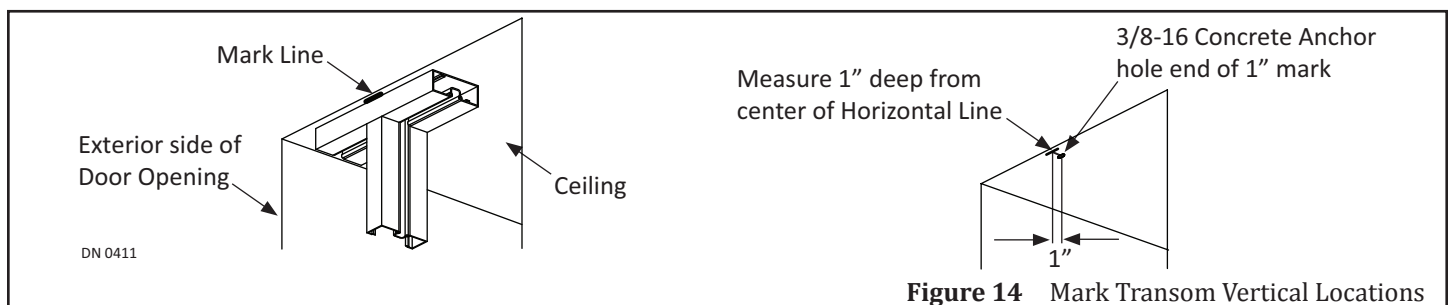 Mark Line
Exterior side of
Door Opening
Ceiling
DN 0411
3/8-16 Concrete Anchor
hole end of 1” mark
Measure 1” deep from
center of Horizontal Line
1”
Figure 14 Mark Transom Vertical Locations